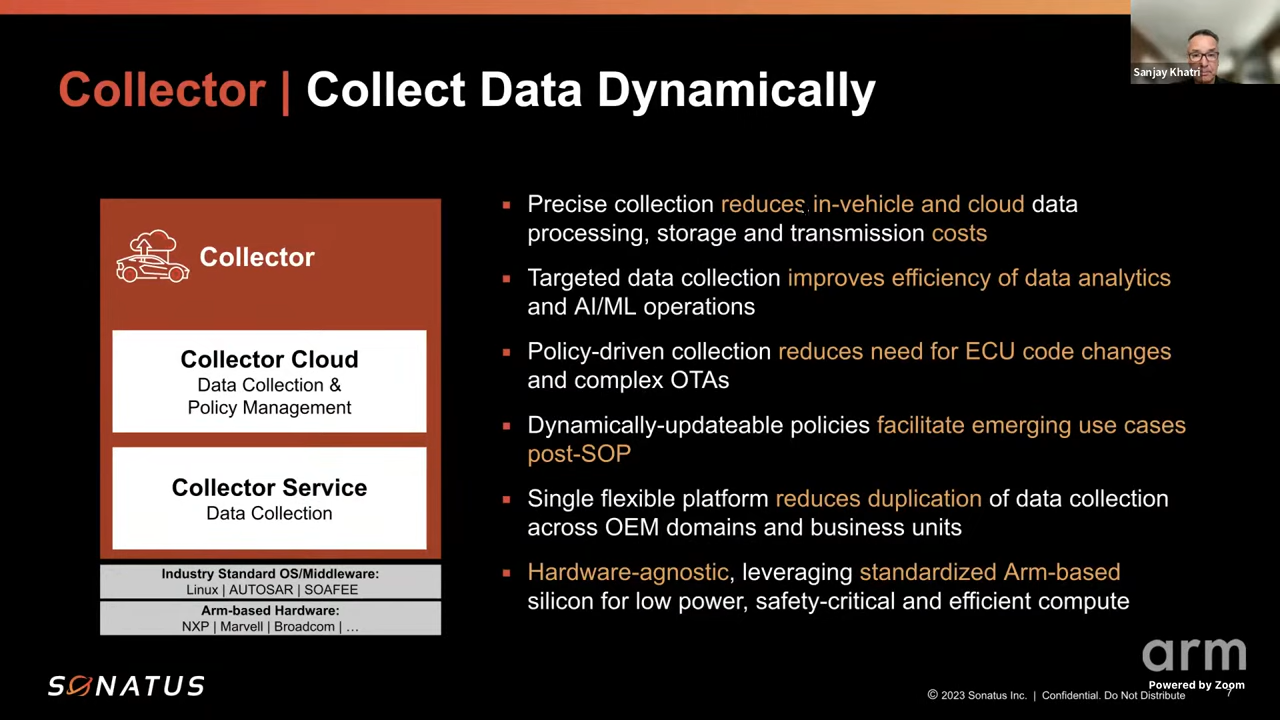 Sanjay Khatri
Collector | Collect Data Dynamically
Collector
Collector Cloud
Data Collection &
Policy Management
Collector Service
Data Collection
Industry Standard OS/Middleware:
Linux | AUTOSAR | SOAFEE
Arm-based Hardware:
NXP | Marvell | Broadcom | …
▪ Precise collection reduces in-vehicle and cloud data
processing, storage and transmission costs
▪ Targeted data collection improves efficiency of data analytics
and AI/ML operations
▪ Policy-driven collection reduces need for ECU code changes
and complex OTAs
▪ Dynamically-updateable policies facilitate emerging use cases
post-SOP
▪ Single flexible platform reduces duplication of data collection
across OEM domains and business units
▪ Hardware-agnostic, leveraging standardized Arm-based
silicon for low power, safety-critical and efficient compute
arm
Powered by Zoom
SONATUS
© 2023 Sonatus Inc. | Confidential. Do Not Distribute
7